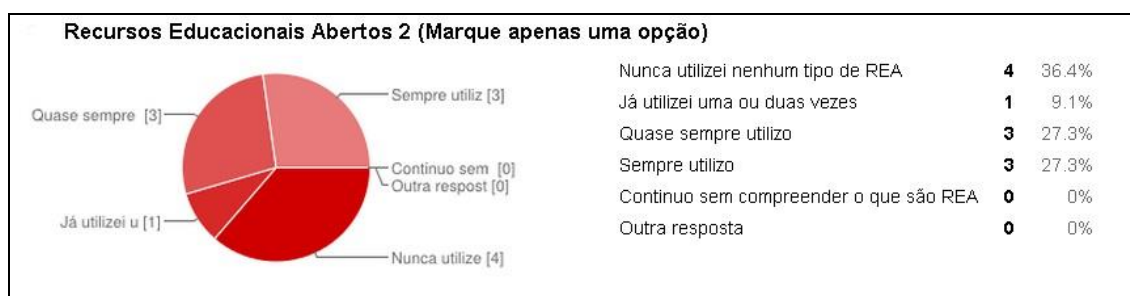 Recursos Educacionais Abertos 2 (Marque apenas uma opção)
Sempre utiliz [3]
Quase sempre [3]
Continuo sem [0]
Outra respost [0]
Já utilizei u [1]
Nunca utilize [4]
Nunca utilizei nenhum tipo de REA 4 36.4%
Já utilizei uma ou duas vezes 1 9.1%
Quase sempre utilizo 3 27.3%
Sempre utilizo 3 27.3%
Continuo sem compreender o que são REA 0 0%
Outra resposta 0 0%